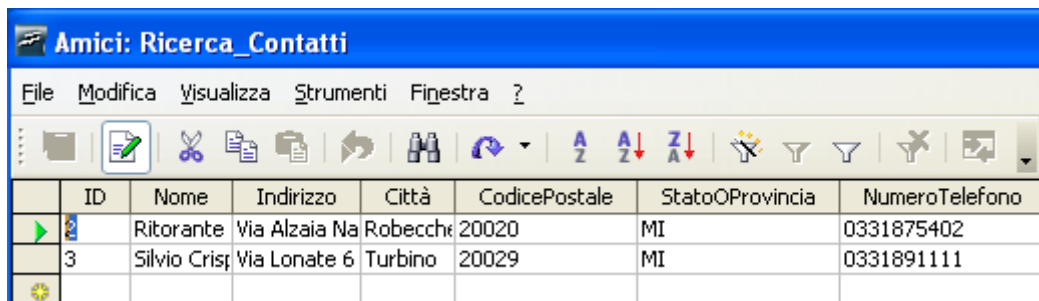 Amici: Ricerca_Contatti
File Modifica Visualizza Strumenti Finestra ?
ID Nome Indirizzo Città CodicePostale StatoOProvincia NumeroTelefono
2 Ritorante Via Alzaia Na Robecche 20020 MI 0331875402
3 Silvio Crisp Via Lonate 6 Turbino 20029 MI 0331891111